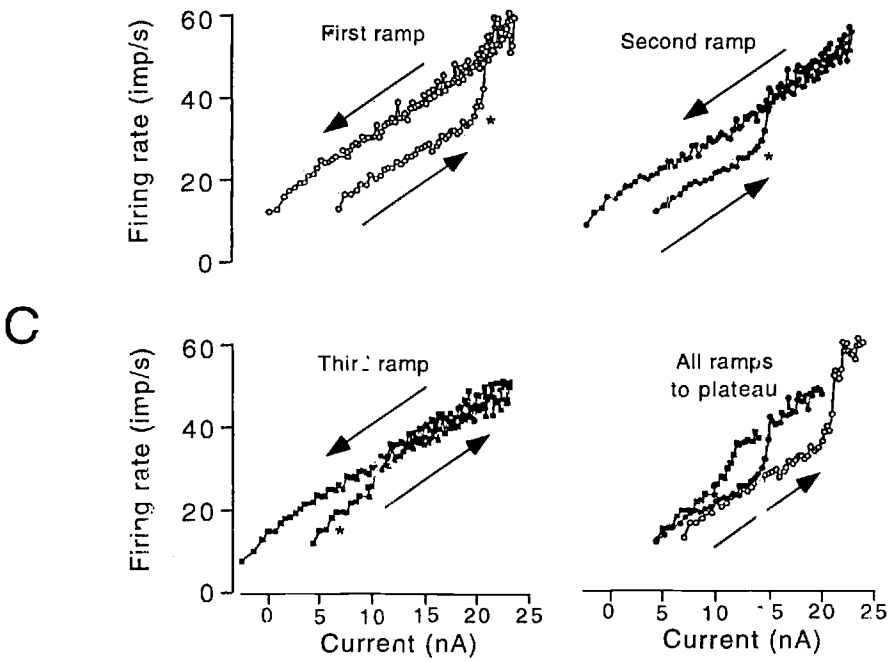 60
40
20
0
Firing rate (imp/s)
First ramp
*
Second ramp
*
C
60
40
20
0
Firing rate (imp/s)
ramp
*
0 5 10 15 20 25
Current (nA)
All ramps
to plateau
0 5 10 15 20 25
Current (nA)